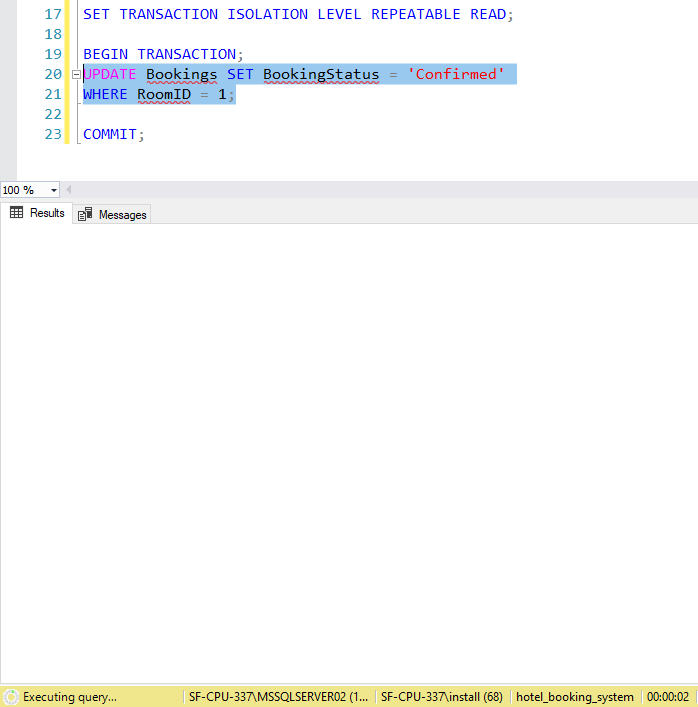 17 SET TRANSACTION ISOLATION LEVEL REPEATABLE READ;
18
19 BEGIN TRANSACTION;
20 UPDATE Bookings SET BookingStatus = 'Confirmed'
21 WHERE RoomID = 1;
22
23 COMMIT;
100 %
Results Messages
Executing query... SF-CPU-337\MSSQLSERVER02 (1... SF-CPU-337\install (68) hotel_booking_system 00:00:02